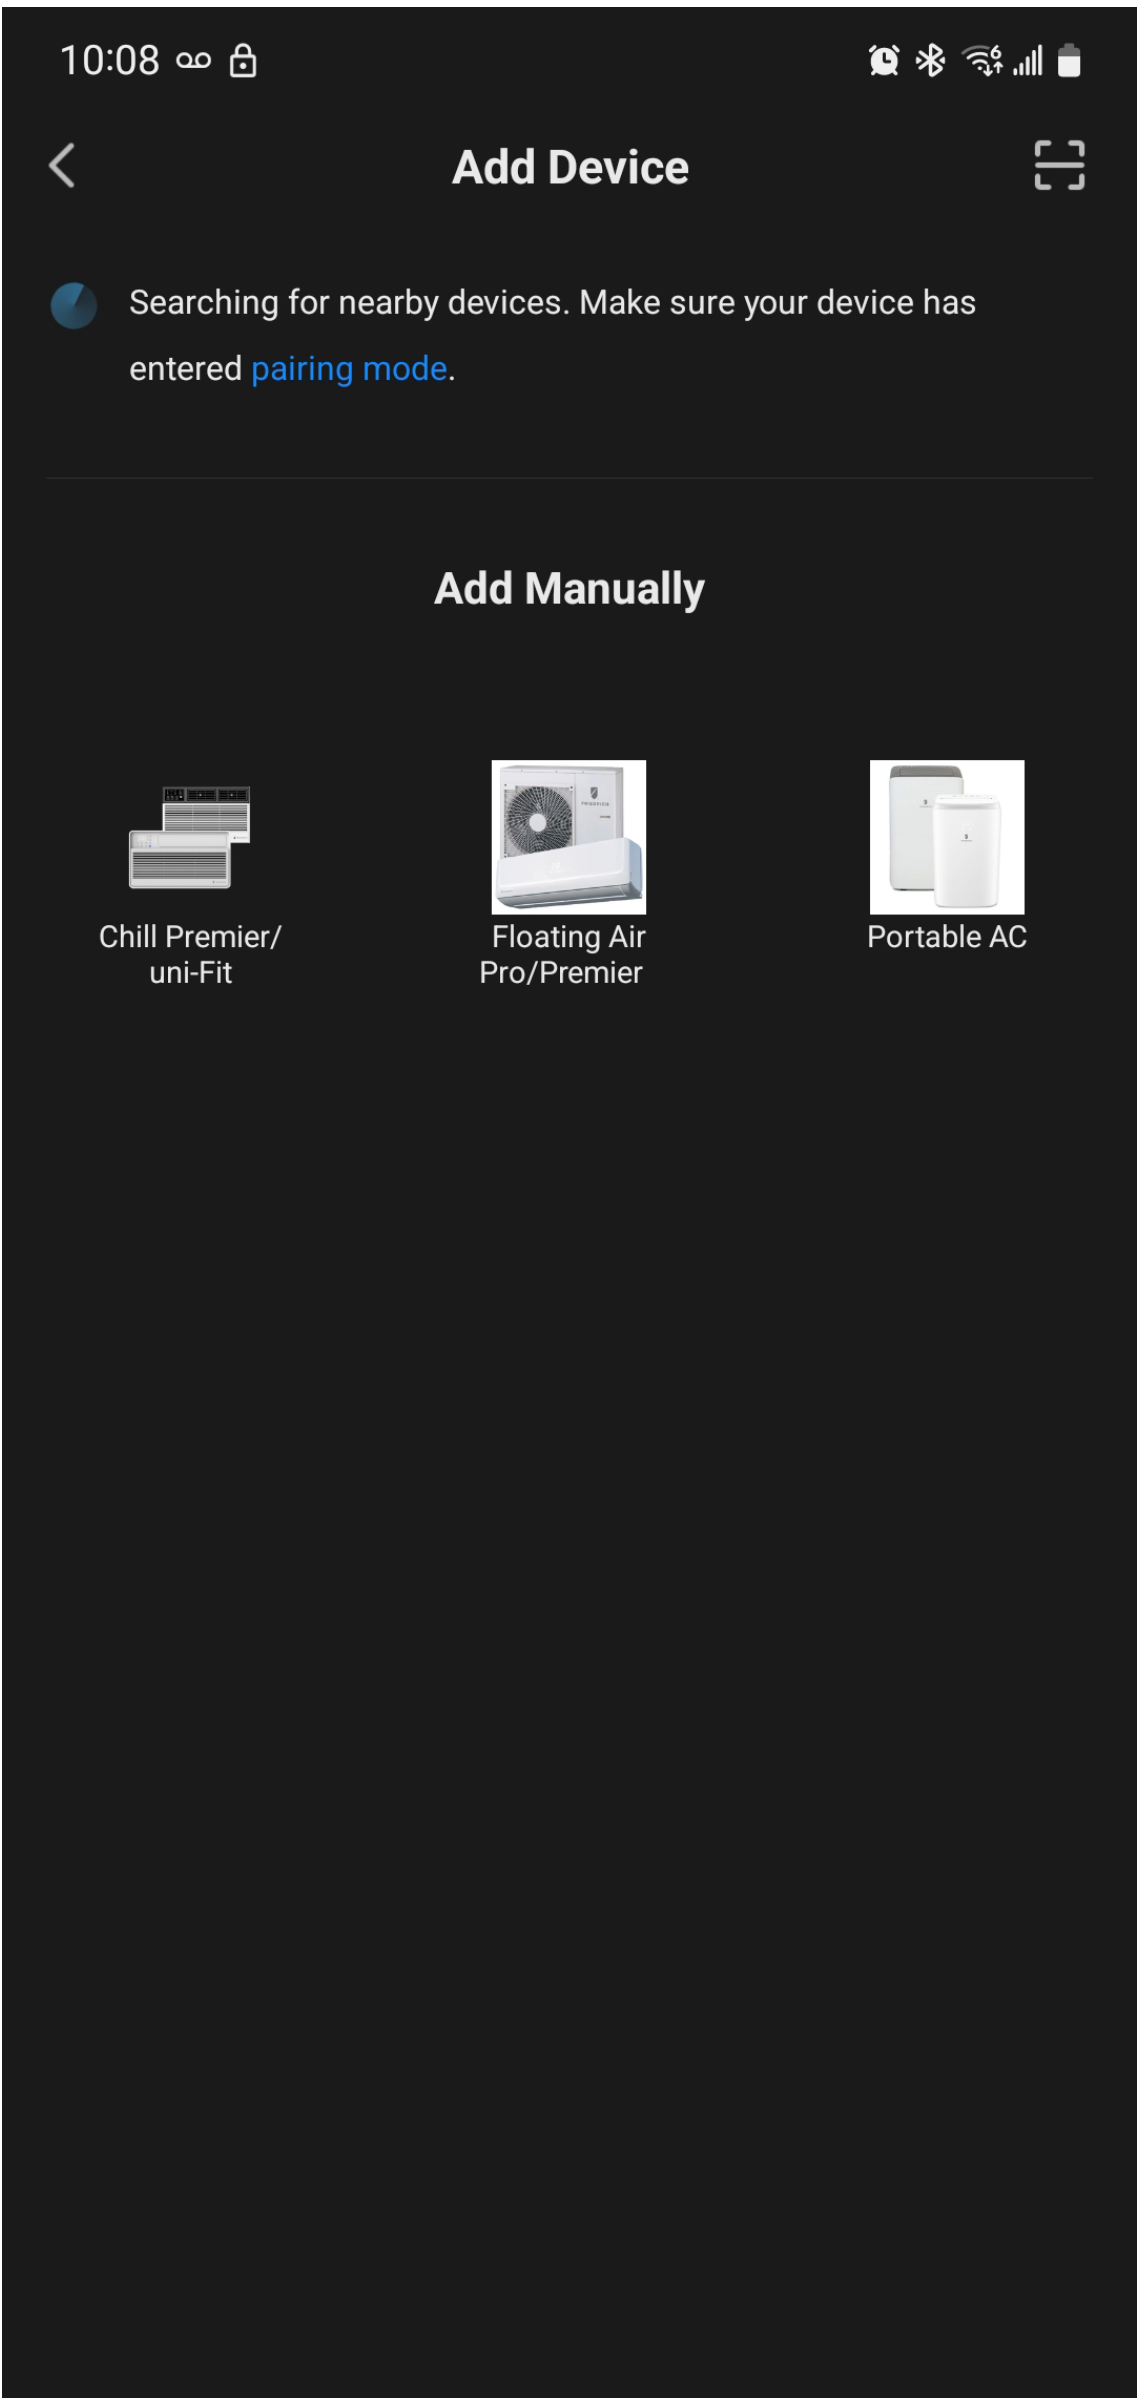 10:08
6
Add Device
Searching for nearby devices. Make sure your device has
entered pairing mode.
Add Manually
Chill Premier/
uni-Fit
Floating Air
Pro/Premier
Portable AC